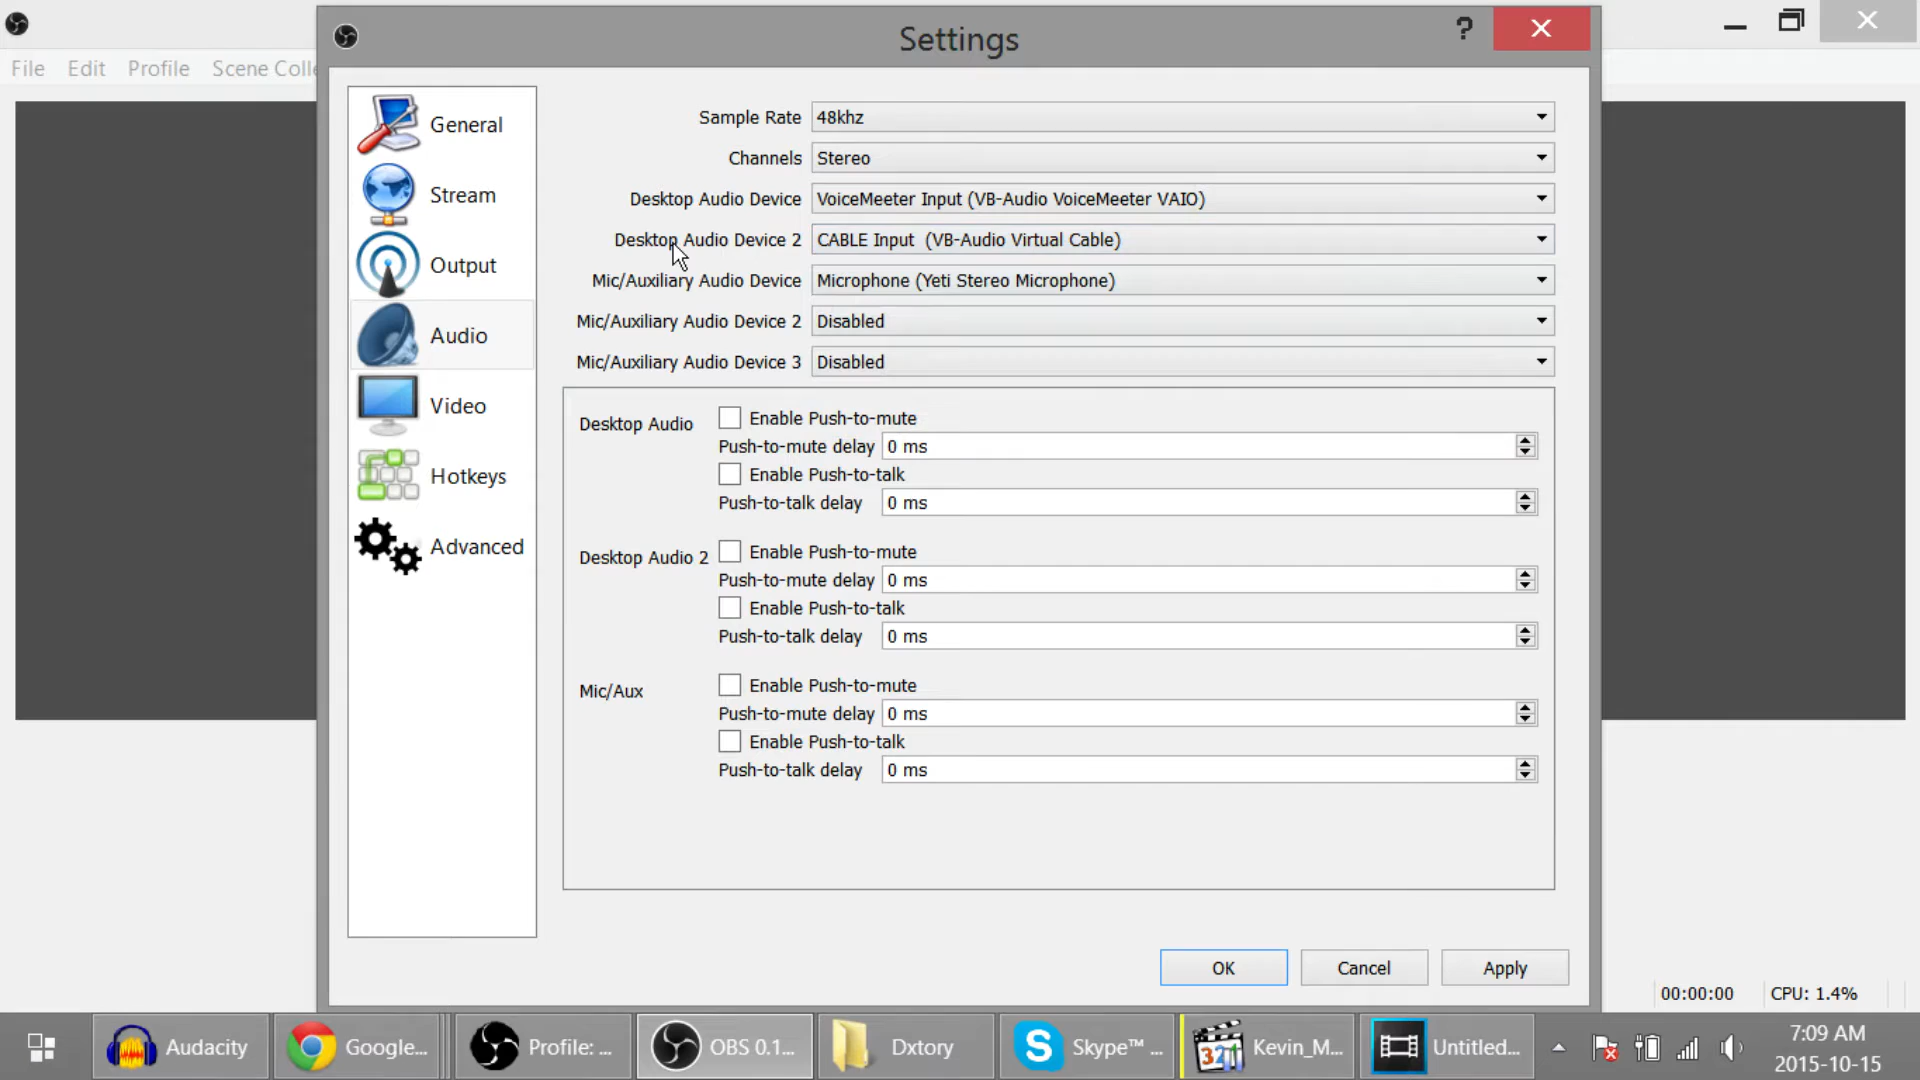 Settings
?
File Edit Profile Scene Colle
General
Stream
Output
Audio
Video
Hotkeys
Advanced
Sample Rate 48khz
Channels Stereo
Desktop Audio Device VoiceMeeter Input (VB-Audio VoiceMeeter VAIO)
Desktop Audio Device 2 CABLE Input (VB-Audio Virtual Cable)
Mic/Auxiliary Audio Device Microphone (Yeti Stereo Microphone)
Mic/Auxiliary Audio Device 2 Disabled
Mic/Auxiliary Audio Device 3 Disabled
Desktop Audio Enable Push-to-mute
Push-to-mute delay 0 ms
Enable Push-to-talk
Push-to-talk delay 0 ms
Desktop Audio 2 Enable Push-to-mute
Push-to-mute delay 0 ms
Enable Push-to-talk
Push-to-talk delay 0 ms
Mic/Aux Enable Push-to-mute
Push-to-mute delay 0 ms
Enable Push-to-talk
Push-to-talk delay 0 ms
OK Cancel Apply
00:00:00 CPU: 1.4%
Audacity Google... Profile: ... OBS 0.1... Dxtory Skype™ ... 321 Kevin_M... Untitled...
7:09 AM
2015-10-15